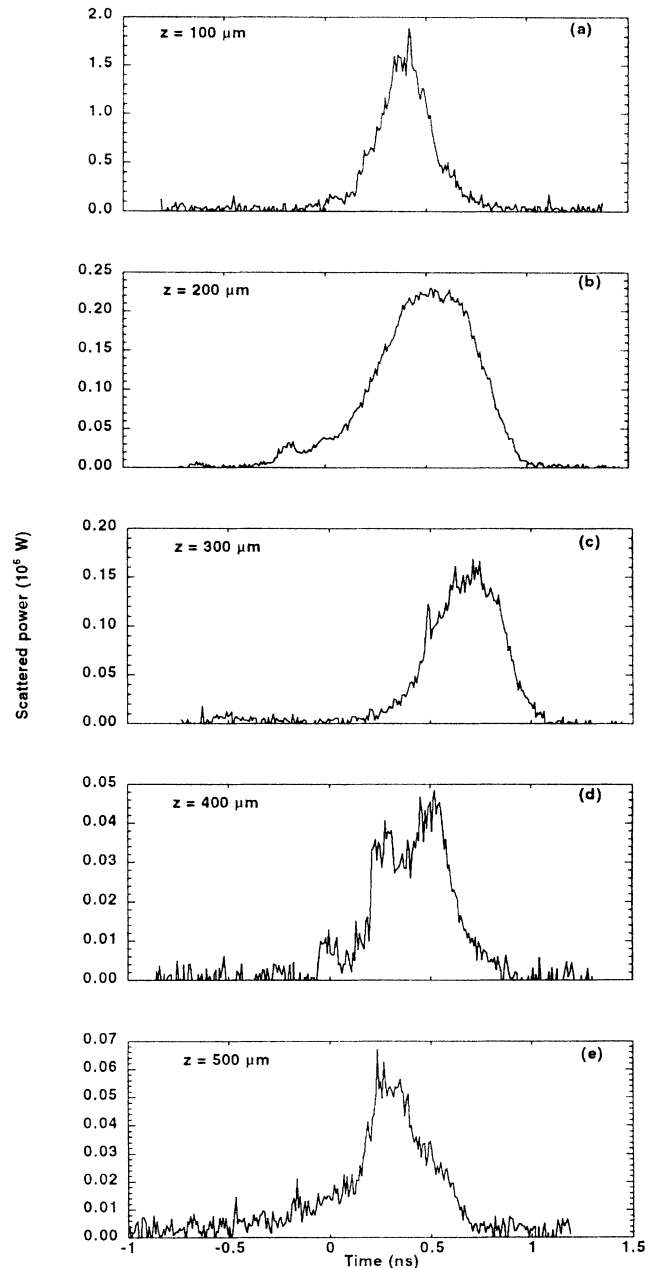 2.0
z = 100 μm
(a)
1.5
1.0
0.5
0.0
0.25
z = 200 μm
(b)
0.20
0.15
0.10
0.05
0.00
0.20
z = 300 μm
(c)
0.15
0.10
0.05
0.00
Scattered power (10⁶ W)
0.05
z = 400 μm
(d)
0.04
0.03
0.02
0.01
0.00
0.07
z = 500 μm
(e)
0.06
0.05
0.04
0.03
0.02
0.01
0.00
-1 -0.5 0 0.5 1 1.5
Time (ns)